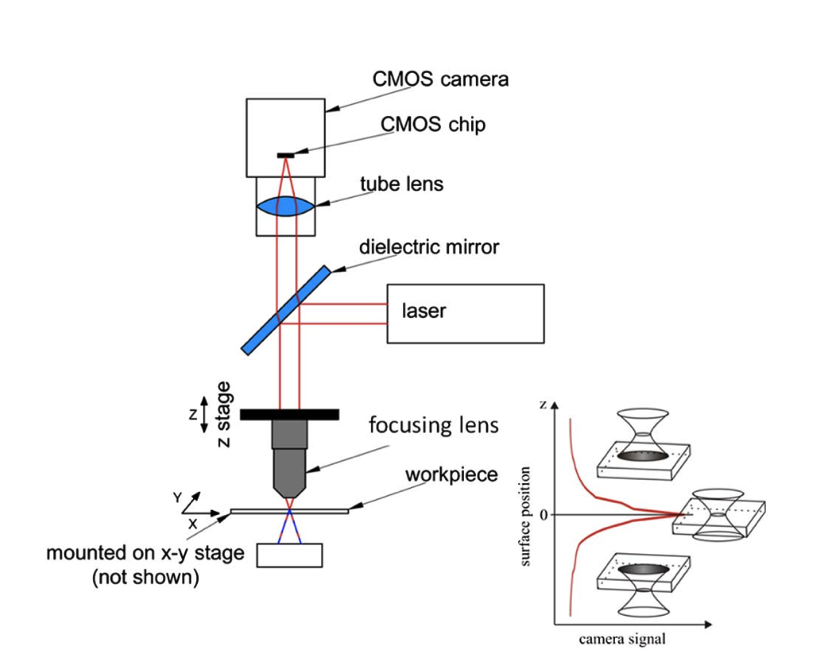 CMOS camera
CMOS chip
tube lens
dielectric mirror
laser
Z
z stage
focusing lens
workpiece
Y
X
mounted on x-y stage
(not shown)
z
0
surface position
camera signal